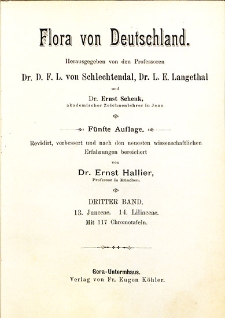 Flora von Deutschland.
Herausgegeben von den Professoren
Dr. D. F. L. von Schlechtendal, Dr. L. E. Langethal
und
Dr. Ernst Schenk,
akademischer Zeichnenlehrer in Jena
Fünfte Auflage.
Revidirt, verbessert und nach den neuesten wissenschaftlichen
Erfahrungen bereichert
von
Dr. Ernst Hallier,
Professor in München.
DRITTER BAND.
13. Junceae. 14. Liliaceae.
Mit 117 Chromotafeln.
Gera-Untermhaus.
Verlag von Fr. Eugen Köhler.